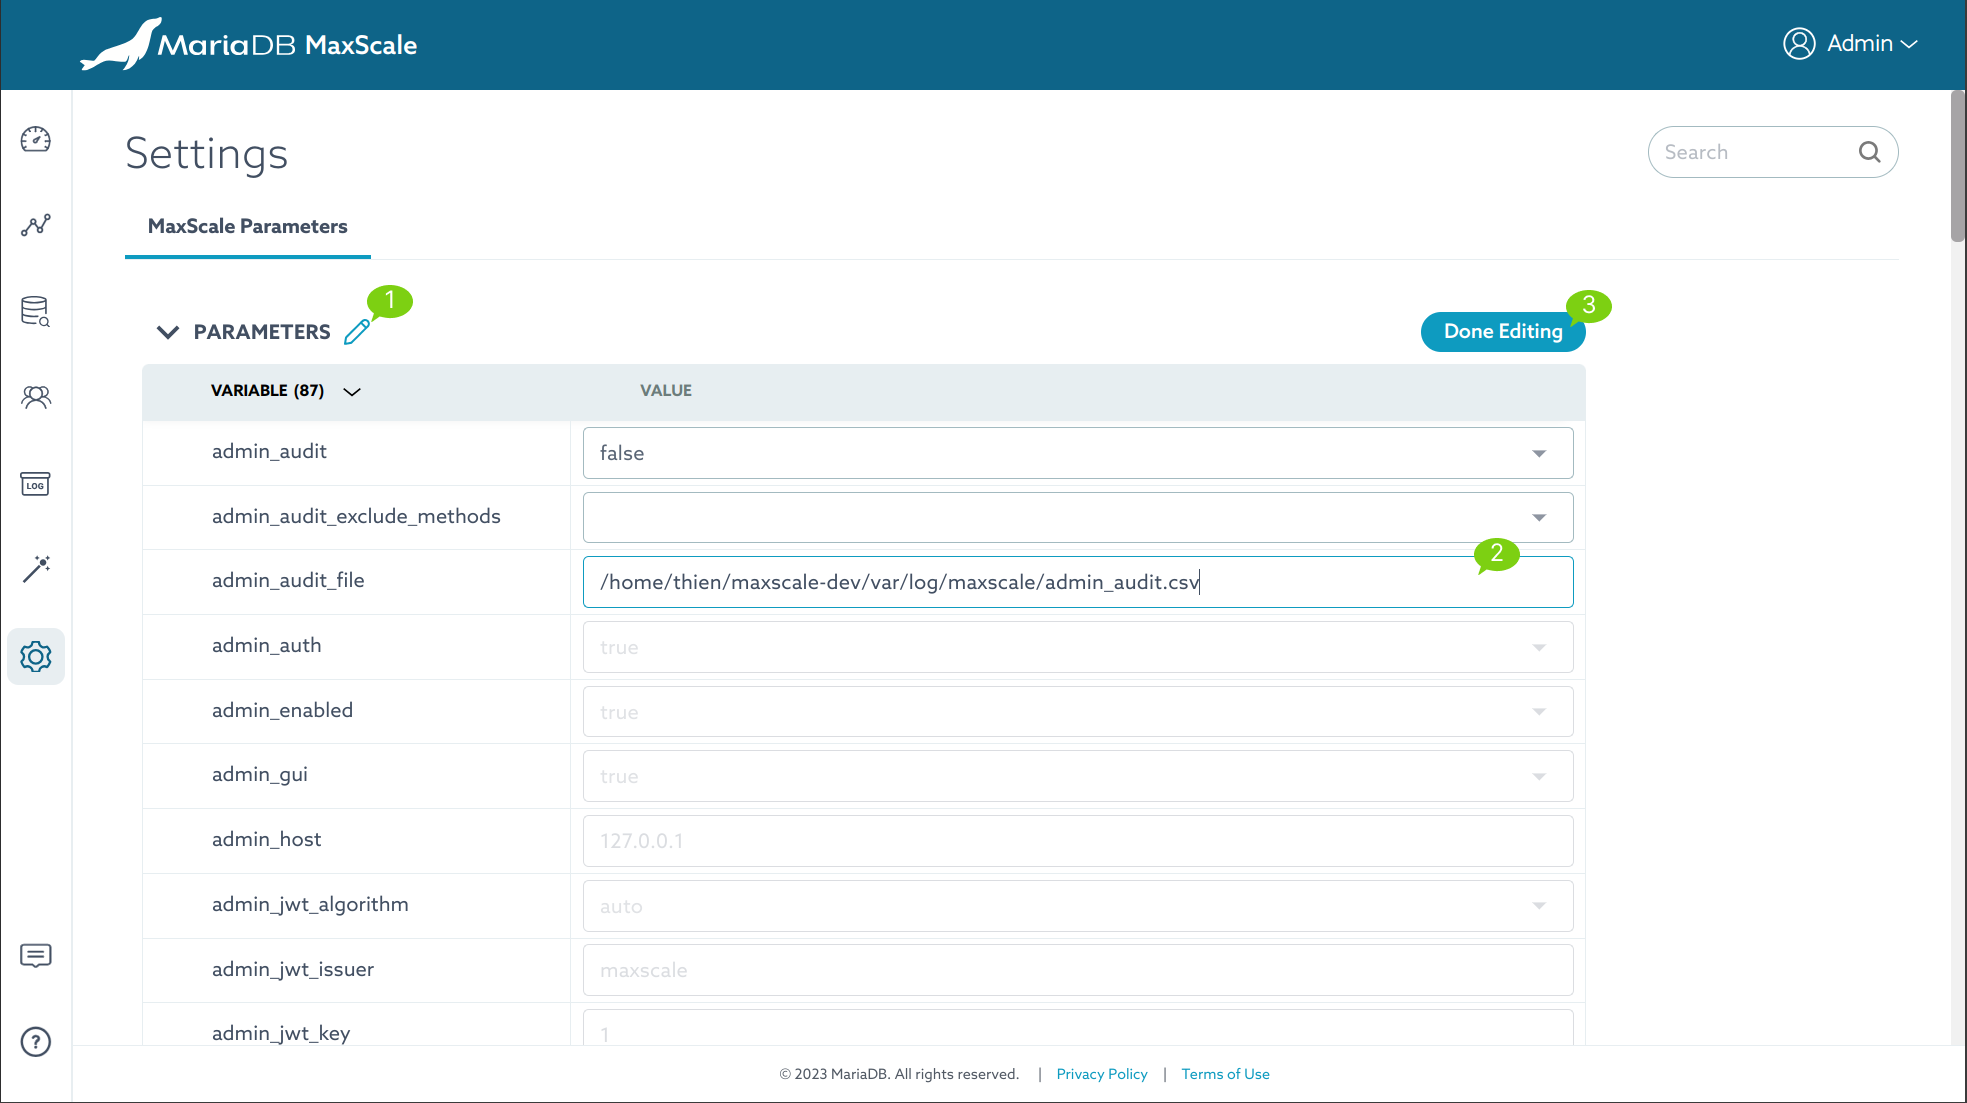 MariaDB MaxScale
Admin
Settings
Search
MaxScale Parameters
1
3
PARAMETERS
Done Editing
VARIABLE (87) VALUE
admin_audit false
admin_audit_exclude_methods
2
admin_audit_file /home/thien/maxscale-dev/var/log/maxscale/admin_audit.csv
admin_auth true
admin_enabled true
admin_gui true
admin_host 127.0.0.1
admin_jwt_algorithm auto
admin_jwt_issuer maxscale
admin_jwt_key 1
LOG
?
© 2023 MariaDB. All rights reserved. | Privacy Policy | Terms of Use